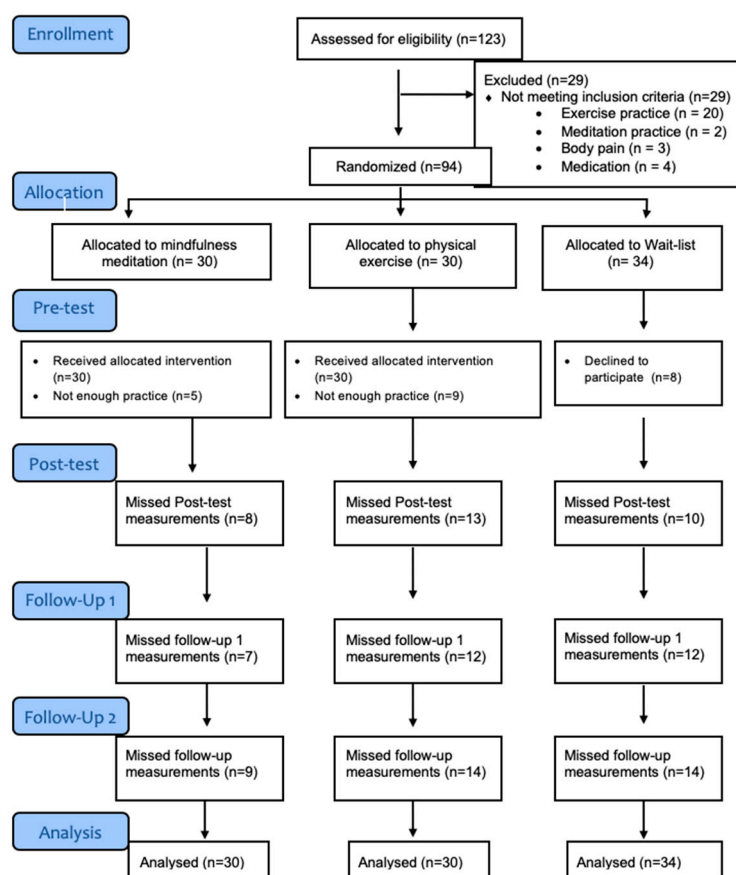 Enrollment
Assessed for eligibility (n=123)
Excluded (n=29)
♦ Not meeting inclusion criteria (n=29)
• Exercise practice (n = 20)
• Meditation practice (n = 2)
• Body pain (n = 3)
• Medication (n = 4)
Randomized (n=94)
Allocation
Allocated to mindfulness
meditation (n= 30)
Allocated to physical
exercise (n= 30)
Allocated to Wait-list
(n= 34)
Pre-test
• Received allocated intervention
(n=30)
• Not enough practice (n=5)
• Received allocated intervention
(n=30)
• Not enough practice (n=9)
• Declined to
participate (n=8)
Post-test
Missed Post-test
measurements (n=8)
Missed Post-test
measurements (n=13)
Missed Post-test
measurements (n=10)
Follow-Up 1
Missed follow-up 1
measurements (n=7)
Missed follow-up 1
measurements (n=12)
Missed follow-up 1
measurements (n=12)
Follow-Up 2
Missed follow-up
measurements (n=9)
Missed follow-up
measurements (n=14)
Missed follow-up
measurements (n=14)
Analysis
Analysed (n=30)
Analysed (n=30)
Analysed (n=34)